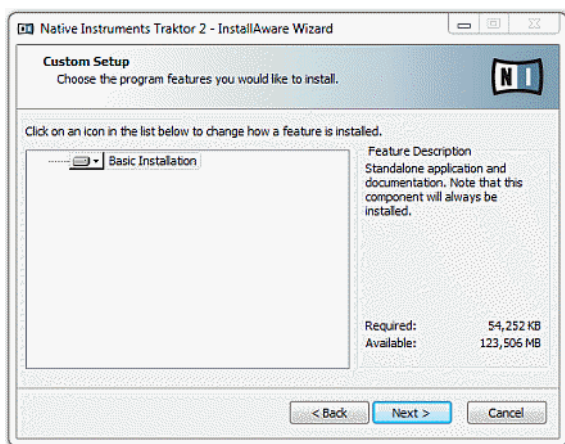 Native Instruments Traktor 2 - InstallAware Wizard
Custom Setup
Choose the program features you would like to install.
N I
Click on an icon in the list below to change how a feature is installed.
Basic Installation
Feature Description
Standalone application and
documentation. Note that this
component will always be
installed.
Required: 54,252 KB
Available: 123,506 MB
< Back
Next >
Cancel